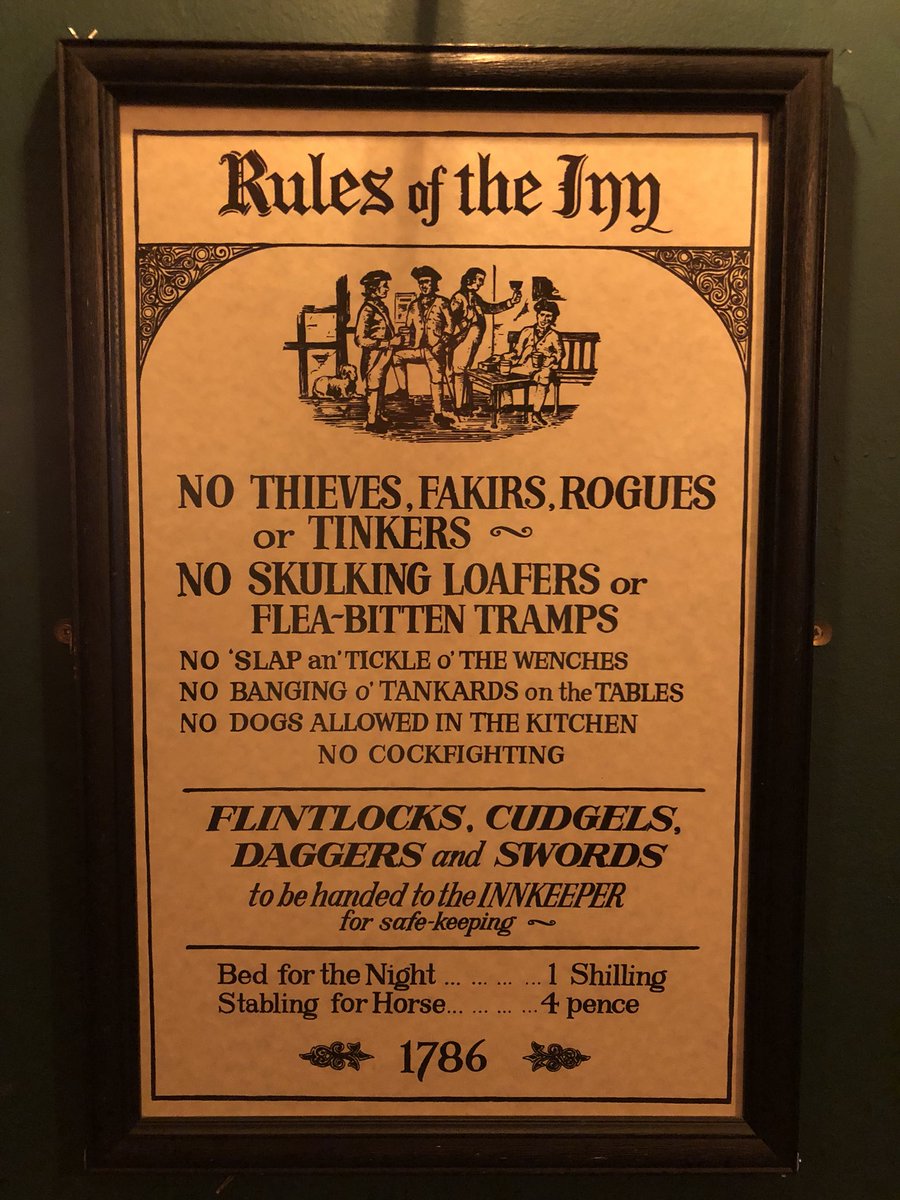 Rules of the Inn
NO THIEVES, FAKIRS, ROGUES
or TINKERS ~
NO SKULKING LOAFERS or
FLEA-BITTEN TRAMPS
NO 'SLAP an' TICKLE o' THE WENCHES
NO BANGING o' TANKARDS on the TABLES
NO DOGS ALLOWED IN THE KITCHEN
NO COCKFIGHTING
FLINTLOCKS, CUDGELS,
DAGGERS and SWORDS
to be handed to the INNKEEPER
for safe-keeping ~
Bed for the Night ... ... ... ...1 Shilling
Stabling for Horse... ... ... ...4 pence
1786